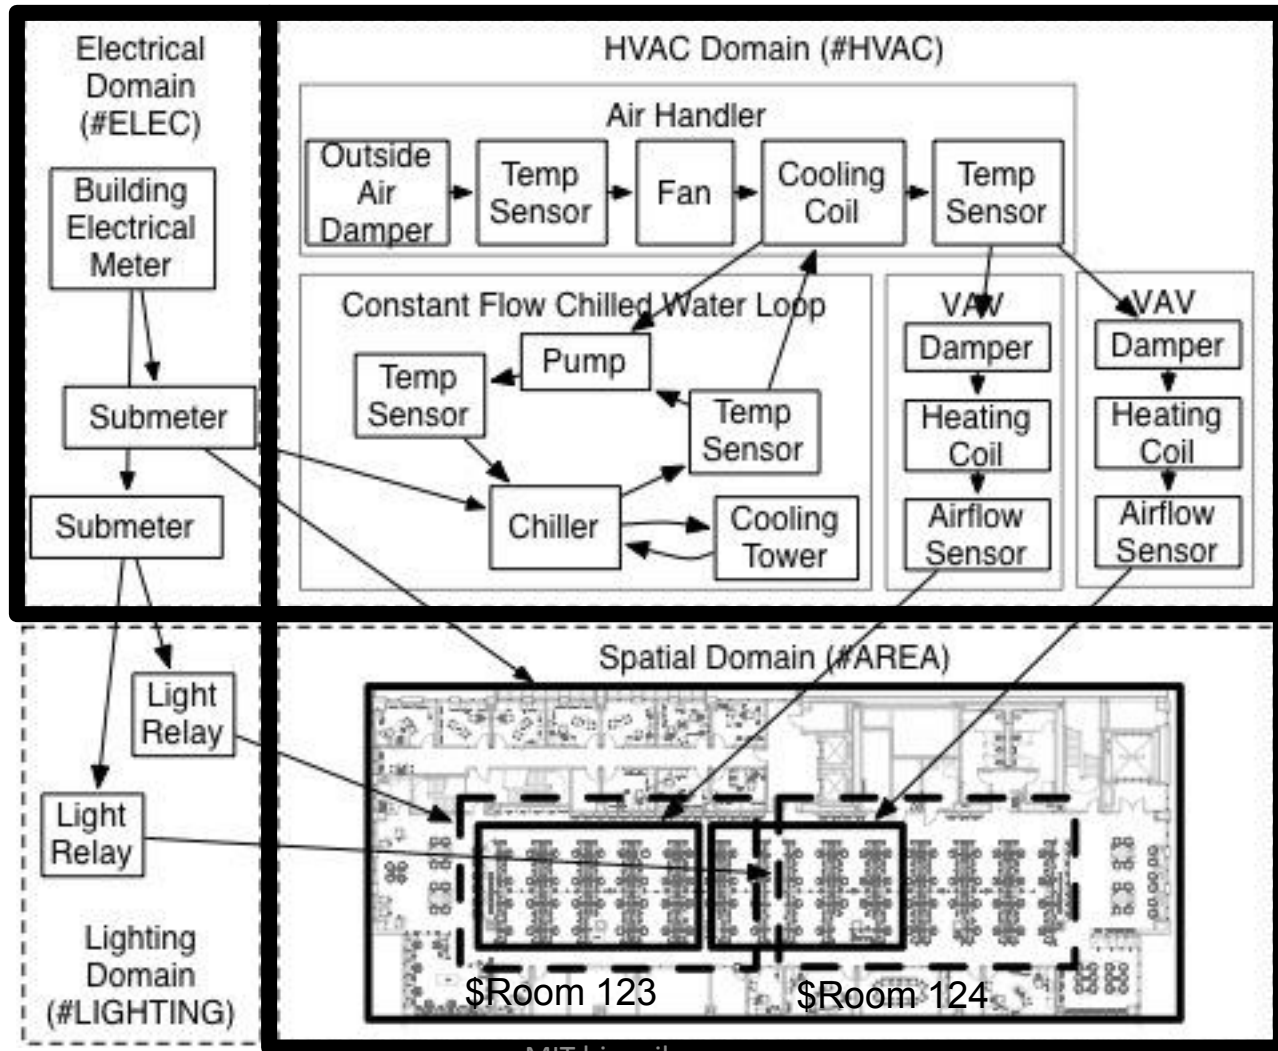 Electrical
Domain
(#ELEC)
Building
Electrical
Meter
Submeter
Submeter
HVAC Domain (#HVAC)
Air Handler
Outside
Air
Damper
Temp
Sensor
Fan
Cooling
Coil
Temp
Sensor
Constant Flow Chilled Water Loop
Pump
Temp
Sensor
Temp
Sensor
Chiller
Cooling
Tower
VAV
Damper
Heating
Coil
Airflow
Sensor
VAV
Damper
Heating
Coil
Airflow
Sensor
Light
Relay
Light
Relay
Lighting
Domain
(#LIGHTING)
Spatial Domain (#AREA)
$Room 123
$Room 124